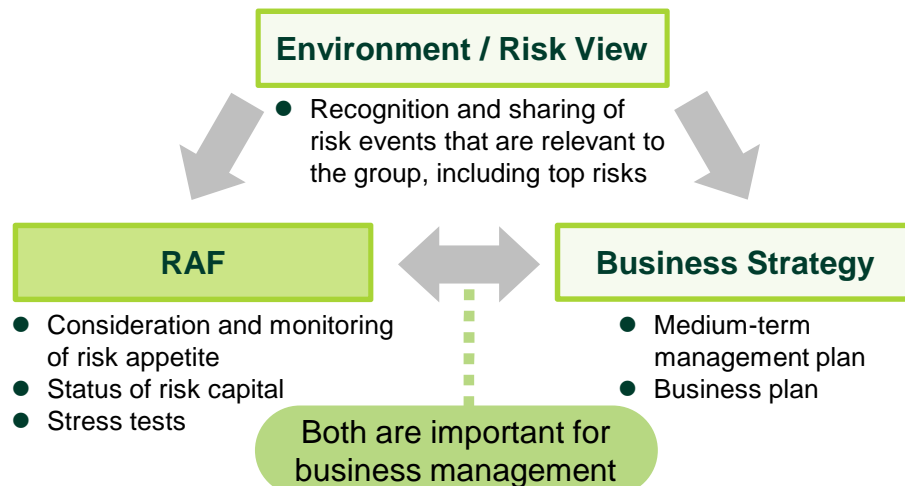 Environment / Risk View
● Recognition and sharing of
risk events that are relevant to
the group, including top risks
RAF
● Consideration and monitoring
of risk appetite
● Status of risk capital
● Stress tests
Business Strategy
● Medium-term
management plan
● Business plan
Both are important for
business management